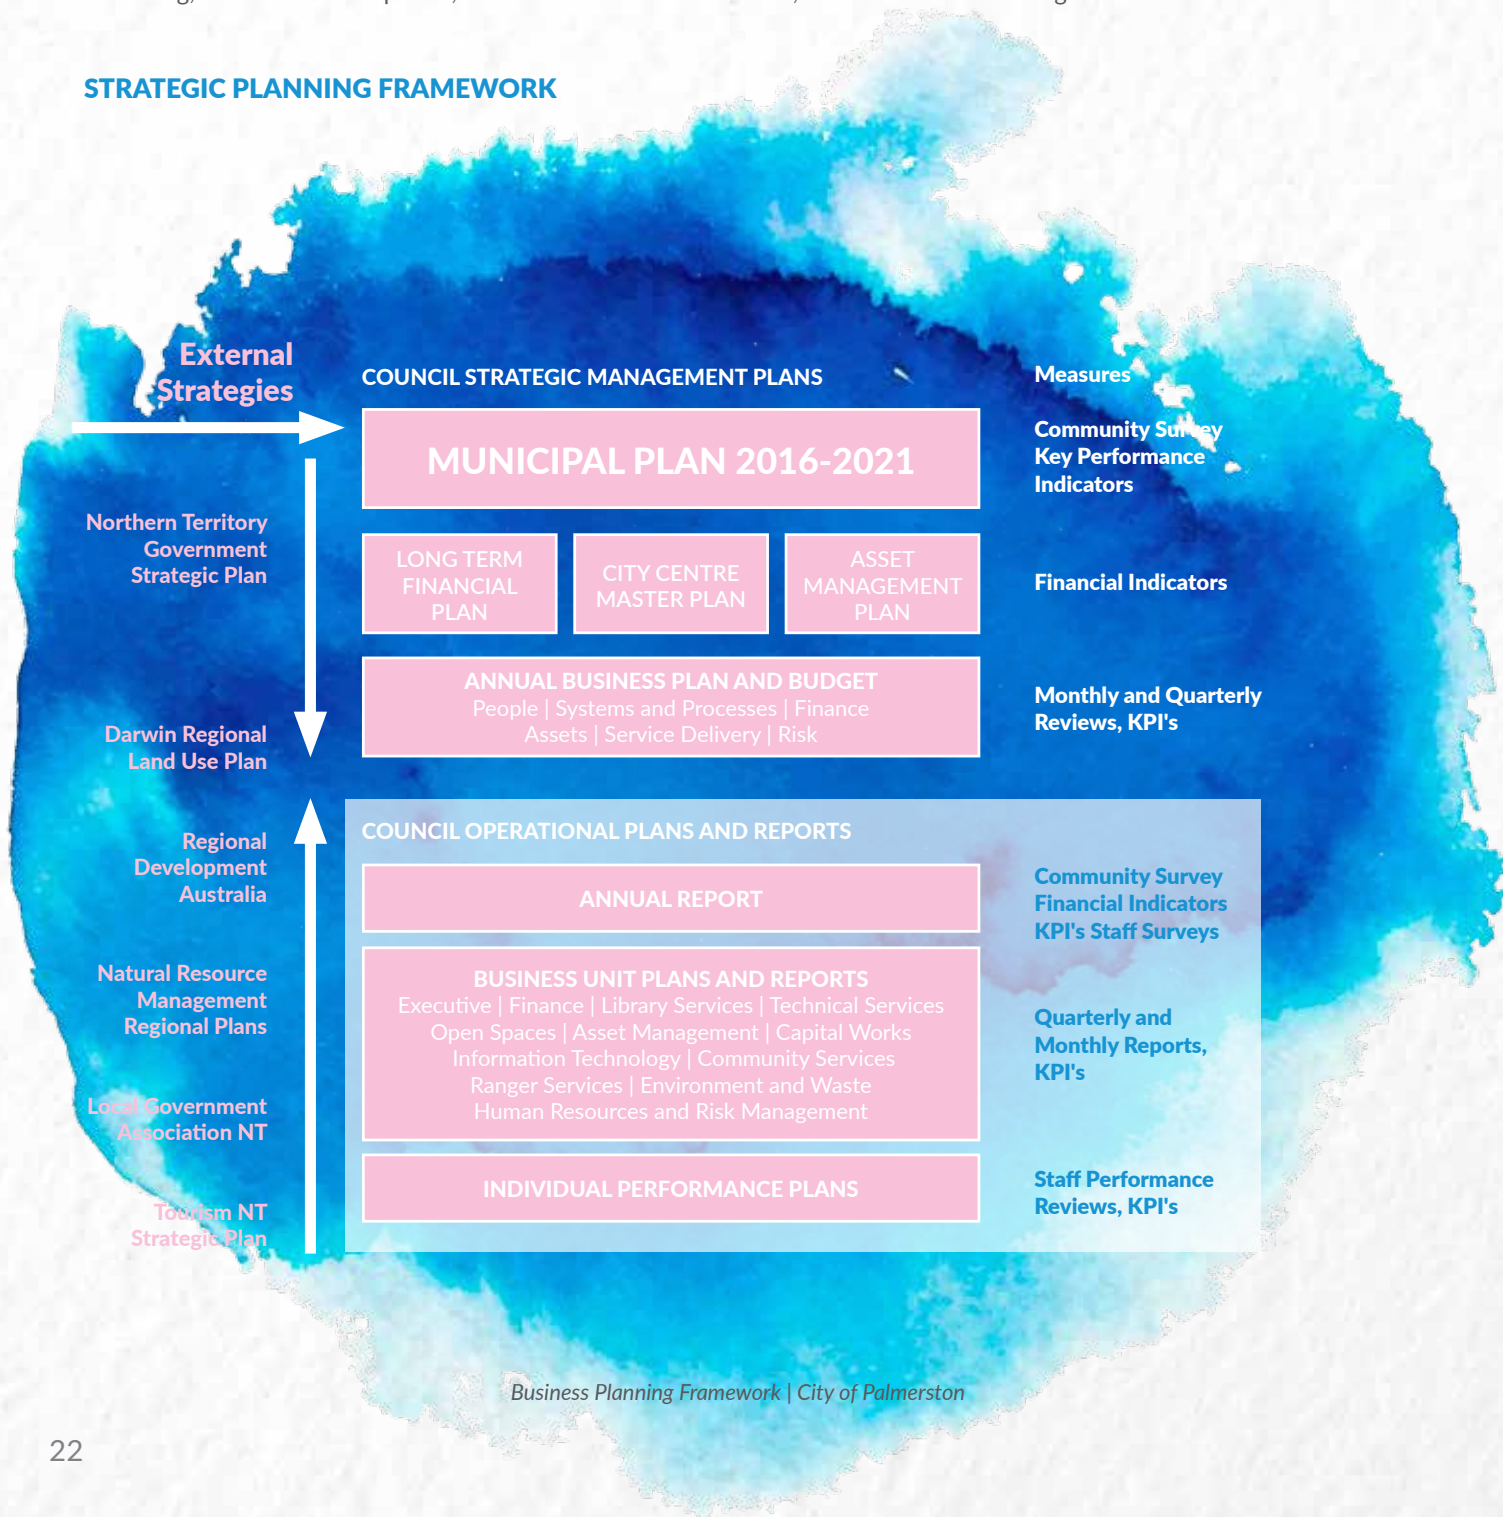 STRATEGIC PLANNING FRAMEWORK
External
Strategies
Northern Territory
Government
Strategic Plan
Darwin Regional
Land Use Plan
Regional
Development
Australia
Natural Resource
Management
Regional Plans
Local Government
Association NT
Tourism NT
Strategic Plan
COUNCIL STRATEGIC MANAGEMENT PLANS
MUNICIPAL PLAN 2016-2021
LONG TERM
FINANCIAL
PLAN
CITY CENTRE
MASTER PLAN
ASSET
MANAGEMENT
PLAN
ANNUAL BUSINESS PLAN AND BUDGET
People | Systems and Processes | Finance
Assets | Service Delivery | Risk
Measures
Community Survey
Key Performance
Indicators
Financial Indicators
Monthly and Quarterly
Reviews, KPI's
COUNCIL OPERATIONAL PLANS AND REPORTS
ANNUAL REPORT
BUSINESS UNIT PLANS AND REPORTS
Executive | Finance | Library Services | Technical Services
Open Spaces | Asset Management | Capital Works
Information Technology | Community Services
Ranger Services | Environment and Waste
Human Resources and Risk Management
INDIVIDUAL PERFORMANCE PLANS
Community Survey
Financial Indicators
KPI's Staff Surveys
Quarterly and
Monthly Reports,
KPI's
Staff Performance
Reviews, KPI's
Business Planning Framework | City of Palmerston
22